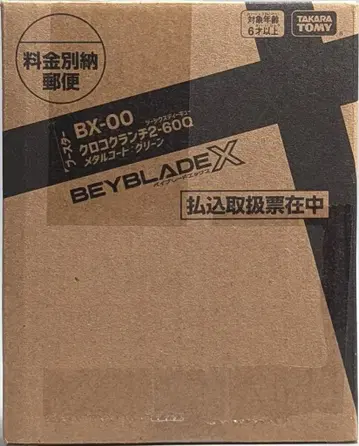 料金別納
郵便
対象年齢
6才以上
TAKARA
TOMY
ブースター
BX-00
クロコクランチ2-60Q
メタルコート:グリーン
BEYBLADE X
ベイブレードエックス
払込取扱票在中